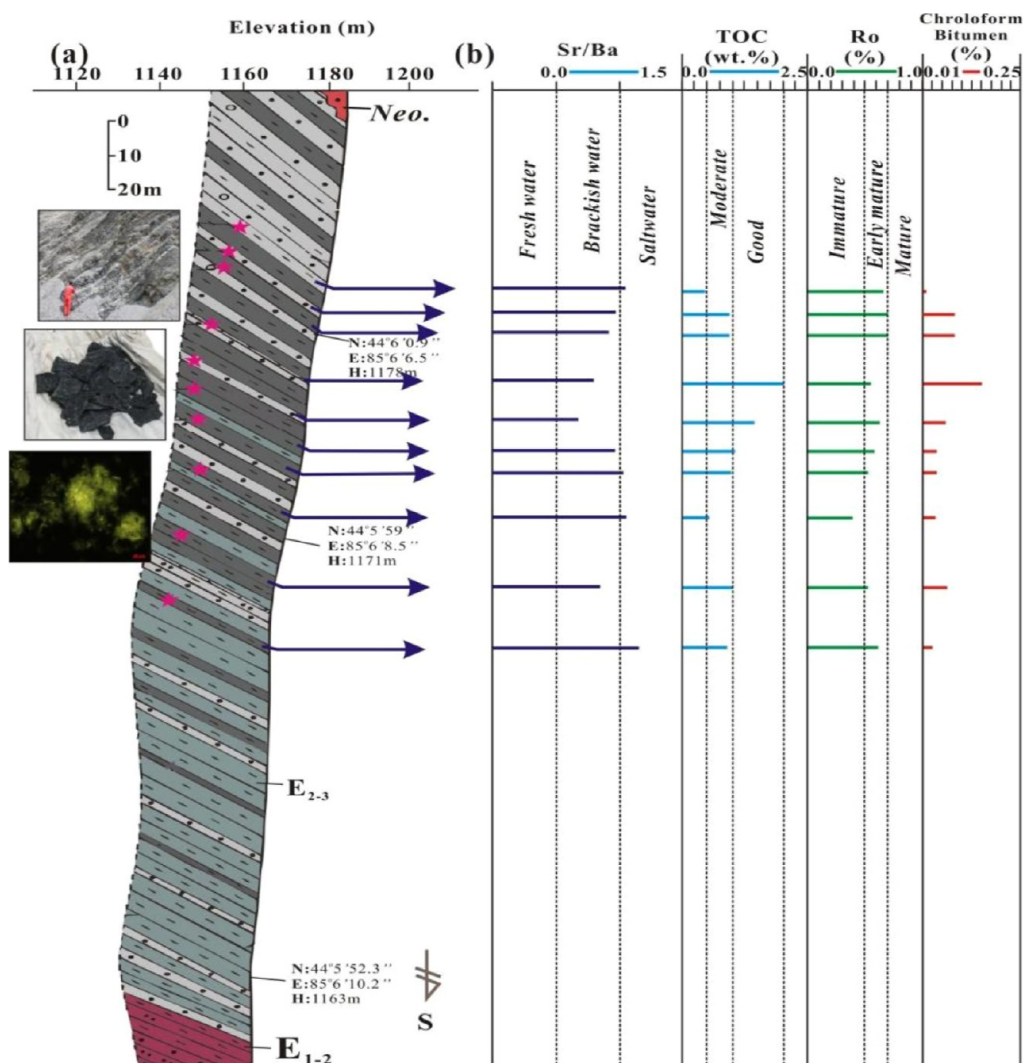 Elevation (m)
(a)
1120 1140 1160 1180 1200
Neo.
0
10
20m
N:44°6 '0.9 ''
E:85°6 '6.5 ''
H:1178m
N:44°5 '59 ''
E:85°6 '8.5 ''
H:1171m
E2-3
N:44°5 '52.3 ''
E:85°6 '10.2 ''
H:1163m
S
E1-2
(b)
Sr/Ba
0.0 1.5
Fresh water
Brackish water
Saltwater
TOC
(wt.%)
0.0 2.5
Moderate
Good
Ro
(%)
0.0 1.0
Immature
Early mature
Mature
Chroloform
Bitumen
(%)
0.01 0.25